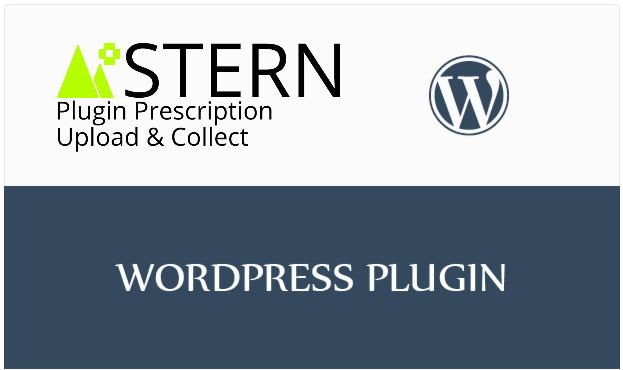 STERN
Plugin Prescription
Upload & Collect
W
WORDPRESS PLUGIN